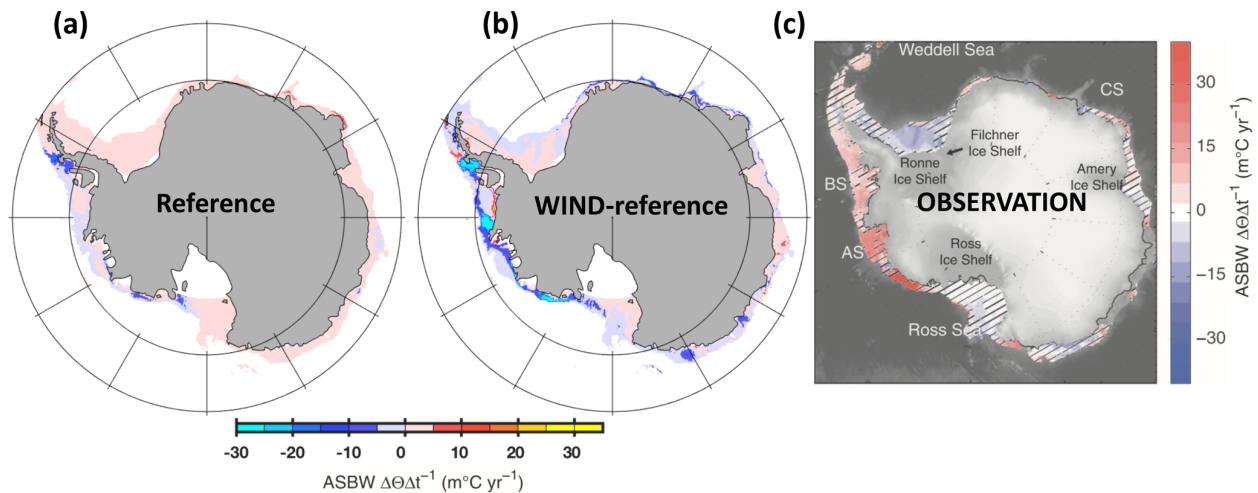 (a)
(b)
(c)
Reference
WIND-reference
OBSERVATION
Weddell Sea
CS
Filchner
Ice Shelf
Ronne
Ice Shelf
Amery
Ice Shelf
BS
AS
Ross
Ice Shelf
Ross Sea
30
15
0
-15
-30
ASBW ΔΘΔt⁻¹ (m°C yr⁻¹)
-30 -20 -10 0 10 20 30
ASBW ΔΘΔt⁻¹ (m°C yr⁻¹)